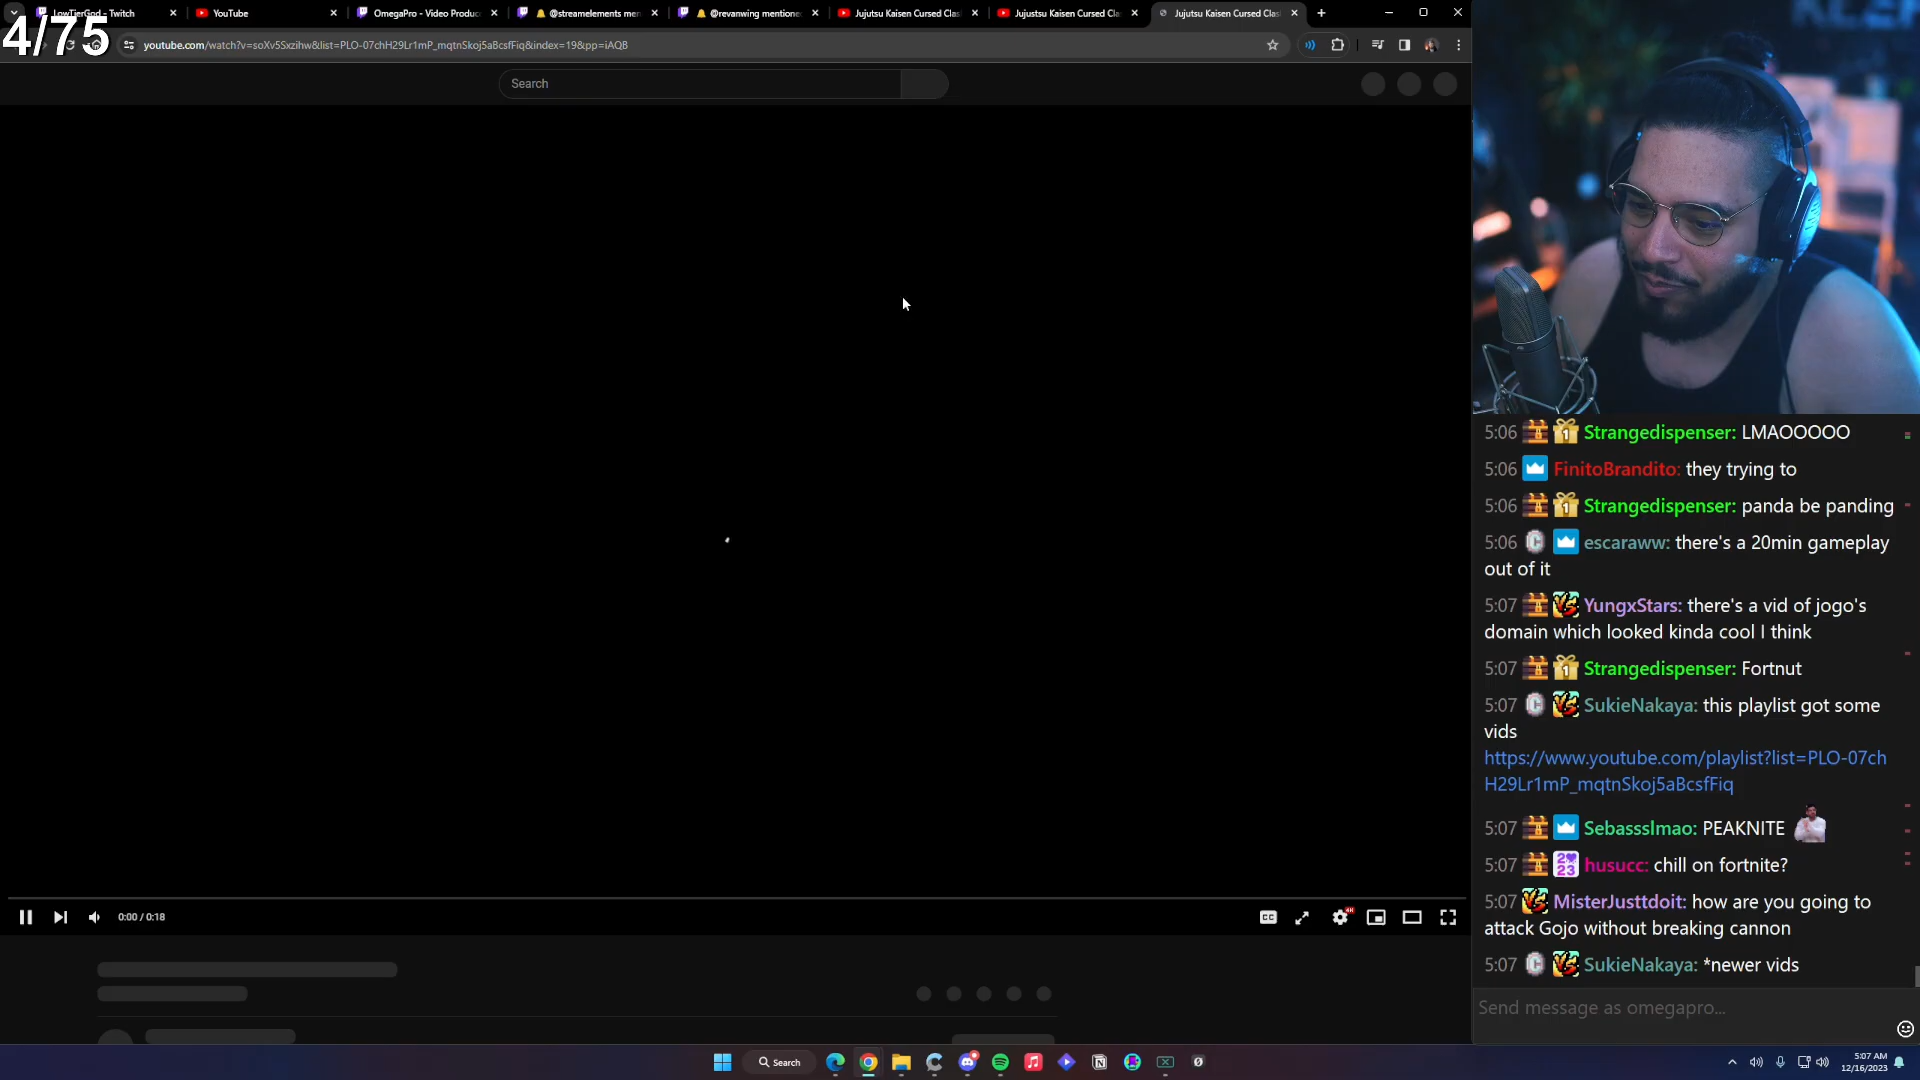 4/75
LowTierGod - Twitch
YouTube
OmegaPro - Video Produc
@streamelements men
@revanwing mentione
Jujutsu Kaisen Cursed Clas
Jujustsu Kaisen Cursed Cla
Jujutsu Kaisen Cursed Clas
youtube.com/watch?v=soXv5Sxzihw&list=PLO-07chH29Lr1mP_mqtnSkoj5aBcsfFiq&index=19&pp=iAQB
Search
5:06 Strangedispenser: LMAOOOOO
5:06 FinitoBrandito: they trying to
5:06 Strangedispenser: panda be panding
5:06 escaraww: there's a 20min gameplay
out of it
5:07 YungxStars: there's a vid of jogo's
domain which looked kinda cool I think
5:07 Strangedispenser: Fortnut
5:07 SukieNakaya: this playlist got some
vids
https://www.youtube.com/playlist?list=PLO-07ch
H29Lr1mP_mqtnSkoj5aBcsfFiq
5:07 Sebassslmao: PEAKNITE
5:07 husucc: chill on fortnite?
5:07 MisterJusttdoit: how are you going to
attack Gojo without breaking cannon
5:07 SukieNakaya: *newer vids
Send message as omegapro...
0:00 / 0:18
CC
Search
5:07 AM
12/16/2023